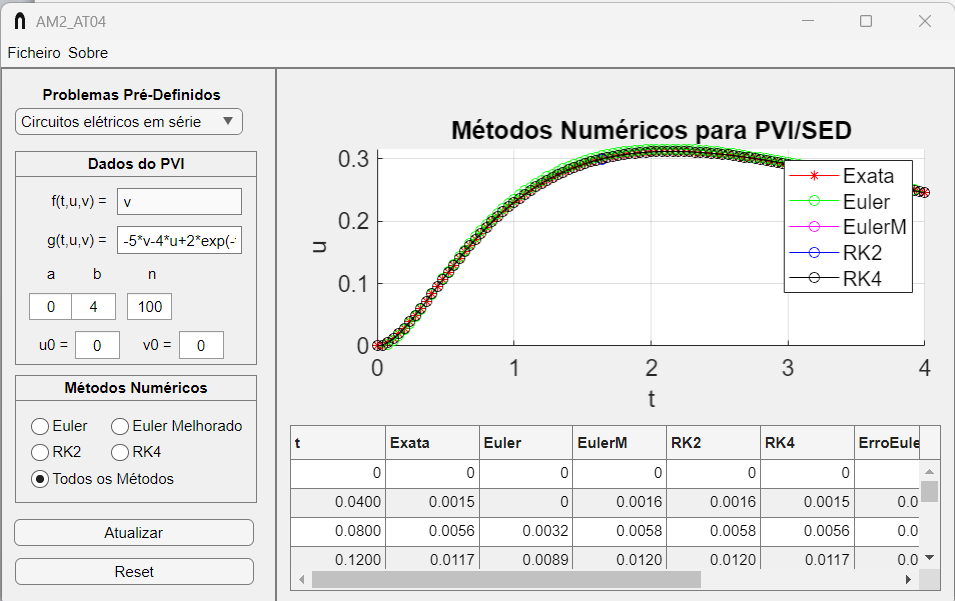 AM2_AT04
Ficheiro Sobre
Problemas Pré-Definidos
Circuitos elétricos em série
Dados do PVI
f(t,u,v) = v
g(t,u,v) = -5*v-4*u+2*exp(-
a b n
0 4 100
u0 = 0 v0 = 0
Métodos Numéricos
Euler Euler Melhorado
RK2 RK4
Todos os Métodos
Atualizar
Reset
Métodos Numéricos para PVI/SED
0.3
0.2
0.1
0
u
0 1 2 3 4
t
Exata
Euler
EulerM
RK2
RK4
t Exata Euler EulerM RK2 RK4 ErroEule
0 0 0 0 0 0
0.0400 0.0015 0 0.0016 0.0016 0.0015 0.0
0.0800 0.0056 0.0032 0.0058 0.0058 0.0056 0.0
0.1200 0.0117 0.0089 0.0120 0.0120 0.0117 0.0